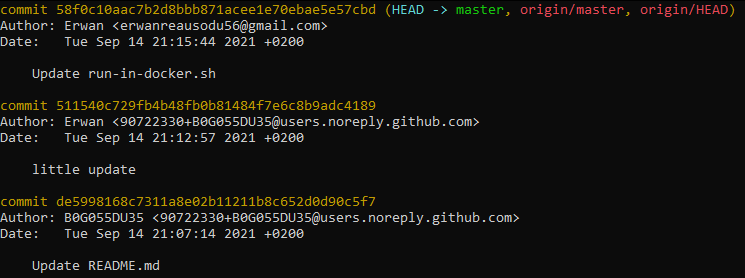 commit 58f0c10aac7b2d8bbb871acee1e70ebae5e57cbd (HEAD -> master, origin/master, origin/HEAD)
Author: Erwan <erwanreausodu56@gmail.com>
Date:   Tue Sep 14 21:15:44 2021 +0200
Update run-in-docker.sh
commit 511540c729fb4b48fb0b81484f7e6c8b9adc4189
Author: Erwan <90722330+B0G055DU35@users.noreply.github.com>
Date:   Tue Sep 14 21:12:57 2021 +0200
little update
commit de5998168c7311a8e02b11211b8c652d0d90c5f7
Author: B0G055DU35 <90722330+B0G055DU35@users.noreply.github.com>
Date:   Tue Sep 14 21:07:14 2021 +0200
Update README.md